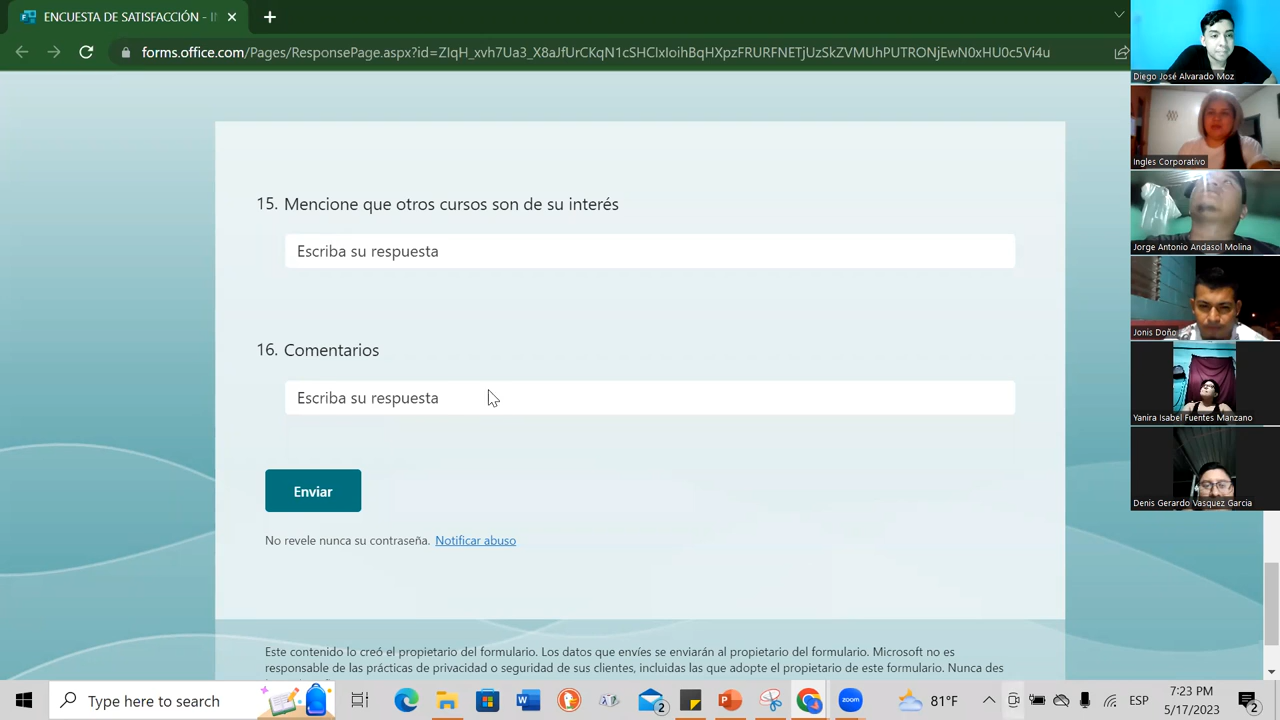 ENCUESTA DE SATISFACCIÓN - I
forms.office.com/Pages/ResponsePage.aspx?id=ZIqH_xvh7UiJ_X8aJfUrCKqN1cSHCIxIoihBqHXpzFRURFNETjUzSkZVMUhPUTRONjEwN0xHU0c5Vi4u
15. Mencione que otros cursos son de su interés
Escriba su respuesta
16. Comentarios
Escriba su respuesta
Enviar
No revele nunca su contraseña. Notificar abuso
Este contenido lo creó el propietario del formulario. Los datos que envíes se enviarán al propietario del formulario. Microsoft no es
responsable de las prácticas de privacidad o seguridad de sus clientes, incluidas las que adopte el propietario de este formulario. Nunca des
Diego José Alvarado Moz
Ingles Corporativo
Jorge Antonio Andasol Molina
Jonis Doño
Yanira Isabel Fuentes Manzano
Denis Gerardo Vasquez Garcia
Type here to search
2
81°F
ESP
7:23 PM
5/17/2023
2